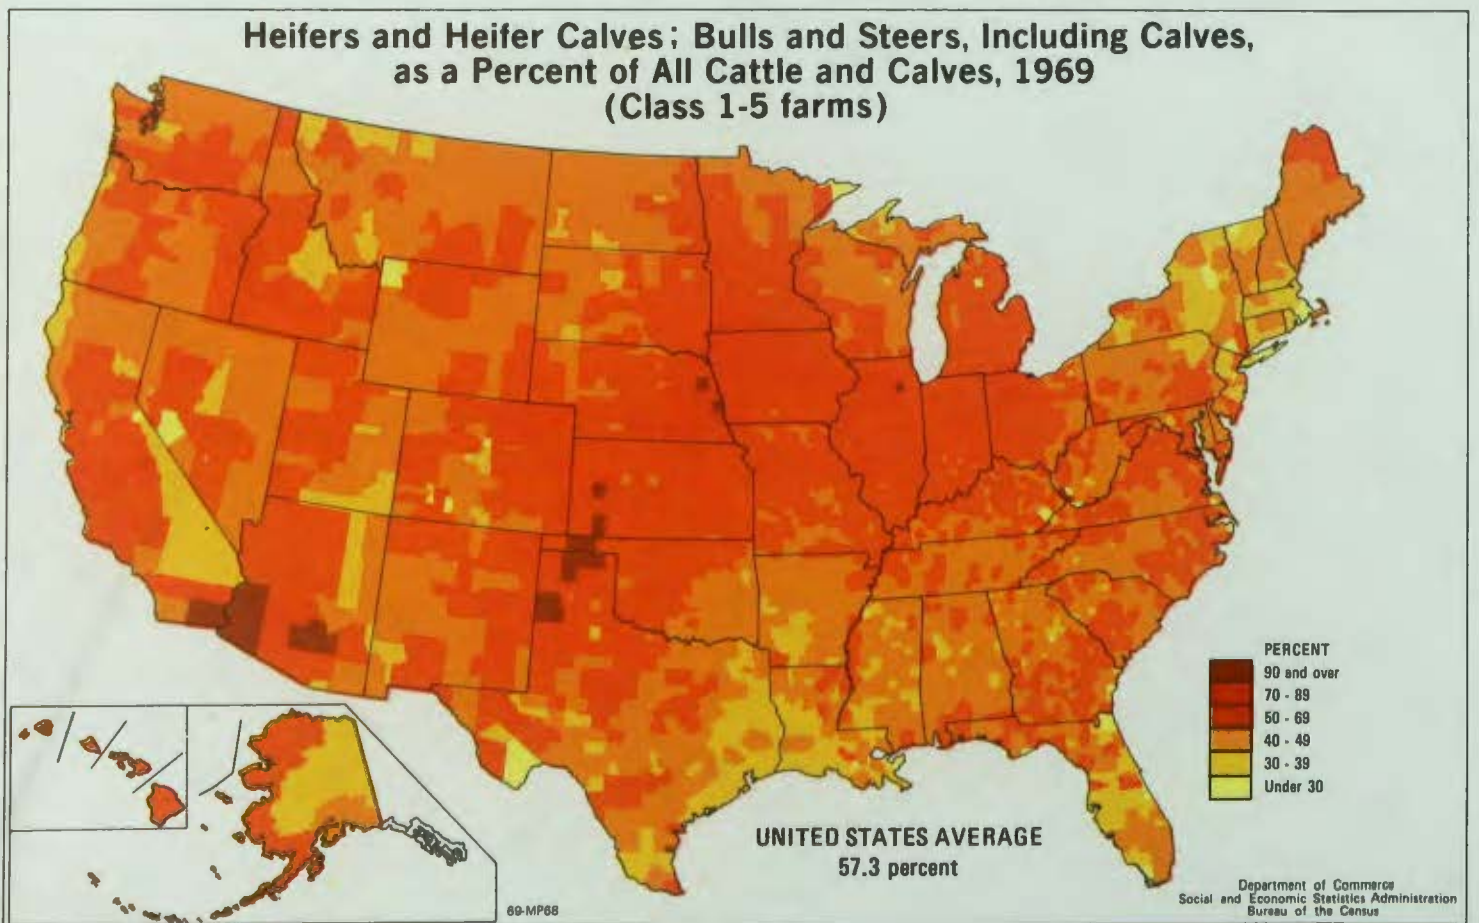 Heifers and Heifer Calves; Bulls and Steers, Including Calves,
as a Percent of All Cattle and Calves, 1969
(Class 1-5 farms)
PERCENT
90 and over
70 - 89
50 - 69
40 - 49
30 - 39
Under 30
UNITED STATES AVERAGE
57.3 percent
69-MP68
Department of Commerce
Social and Economic Statistics Administration
Bureau of the Census